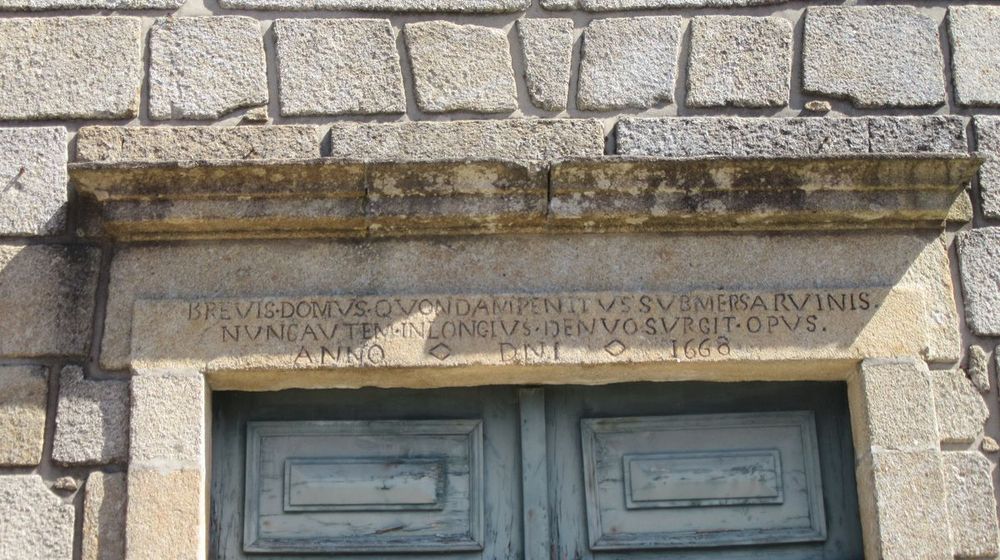 BREVIS·DOMVS·QVONDAM PENITVS SVBMERSA RVINIS.
NVNC AVTEM·IN LONGIVS·DENVO SVRGIT·OPVS.
ANNO ◇ DNI ◇ 1668